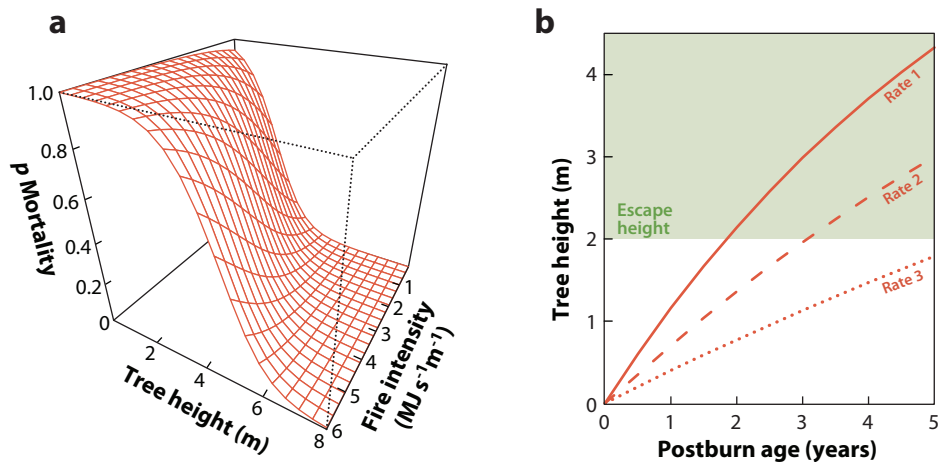 a
1.0
0.8
0.6
0.4
0.2
0
p Mortality
2
4
6
8
Tree height (m)
1
2
3
4
5
6
Fire intensity
(MJ s⁻¹m⁻¹)
b
4
3
2
1
0
Tree height (m)
Rate 1
Rate 2
Rate 3
Escape
height
0
1
2
3
4
5
Postburn age (years)